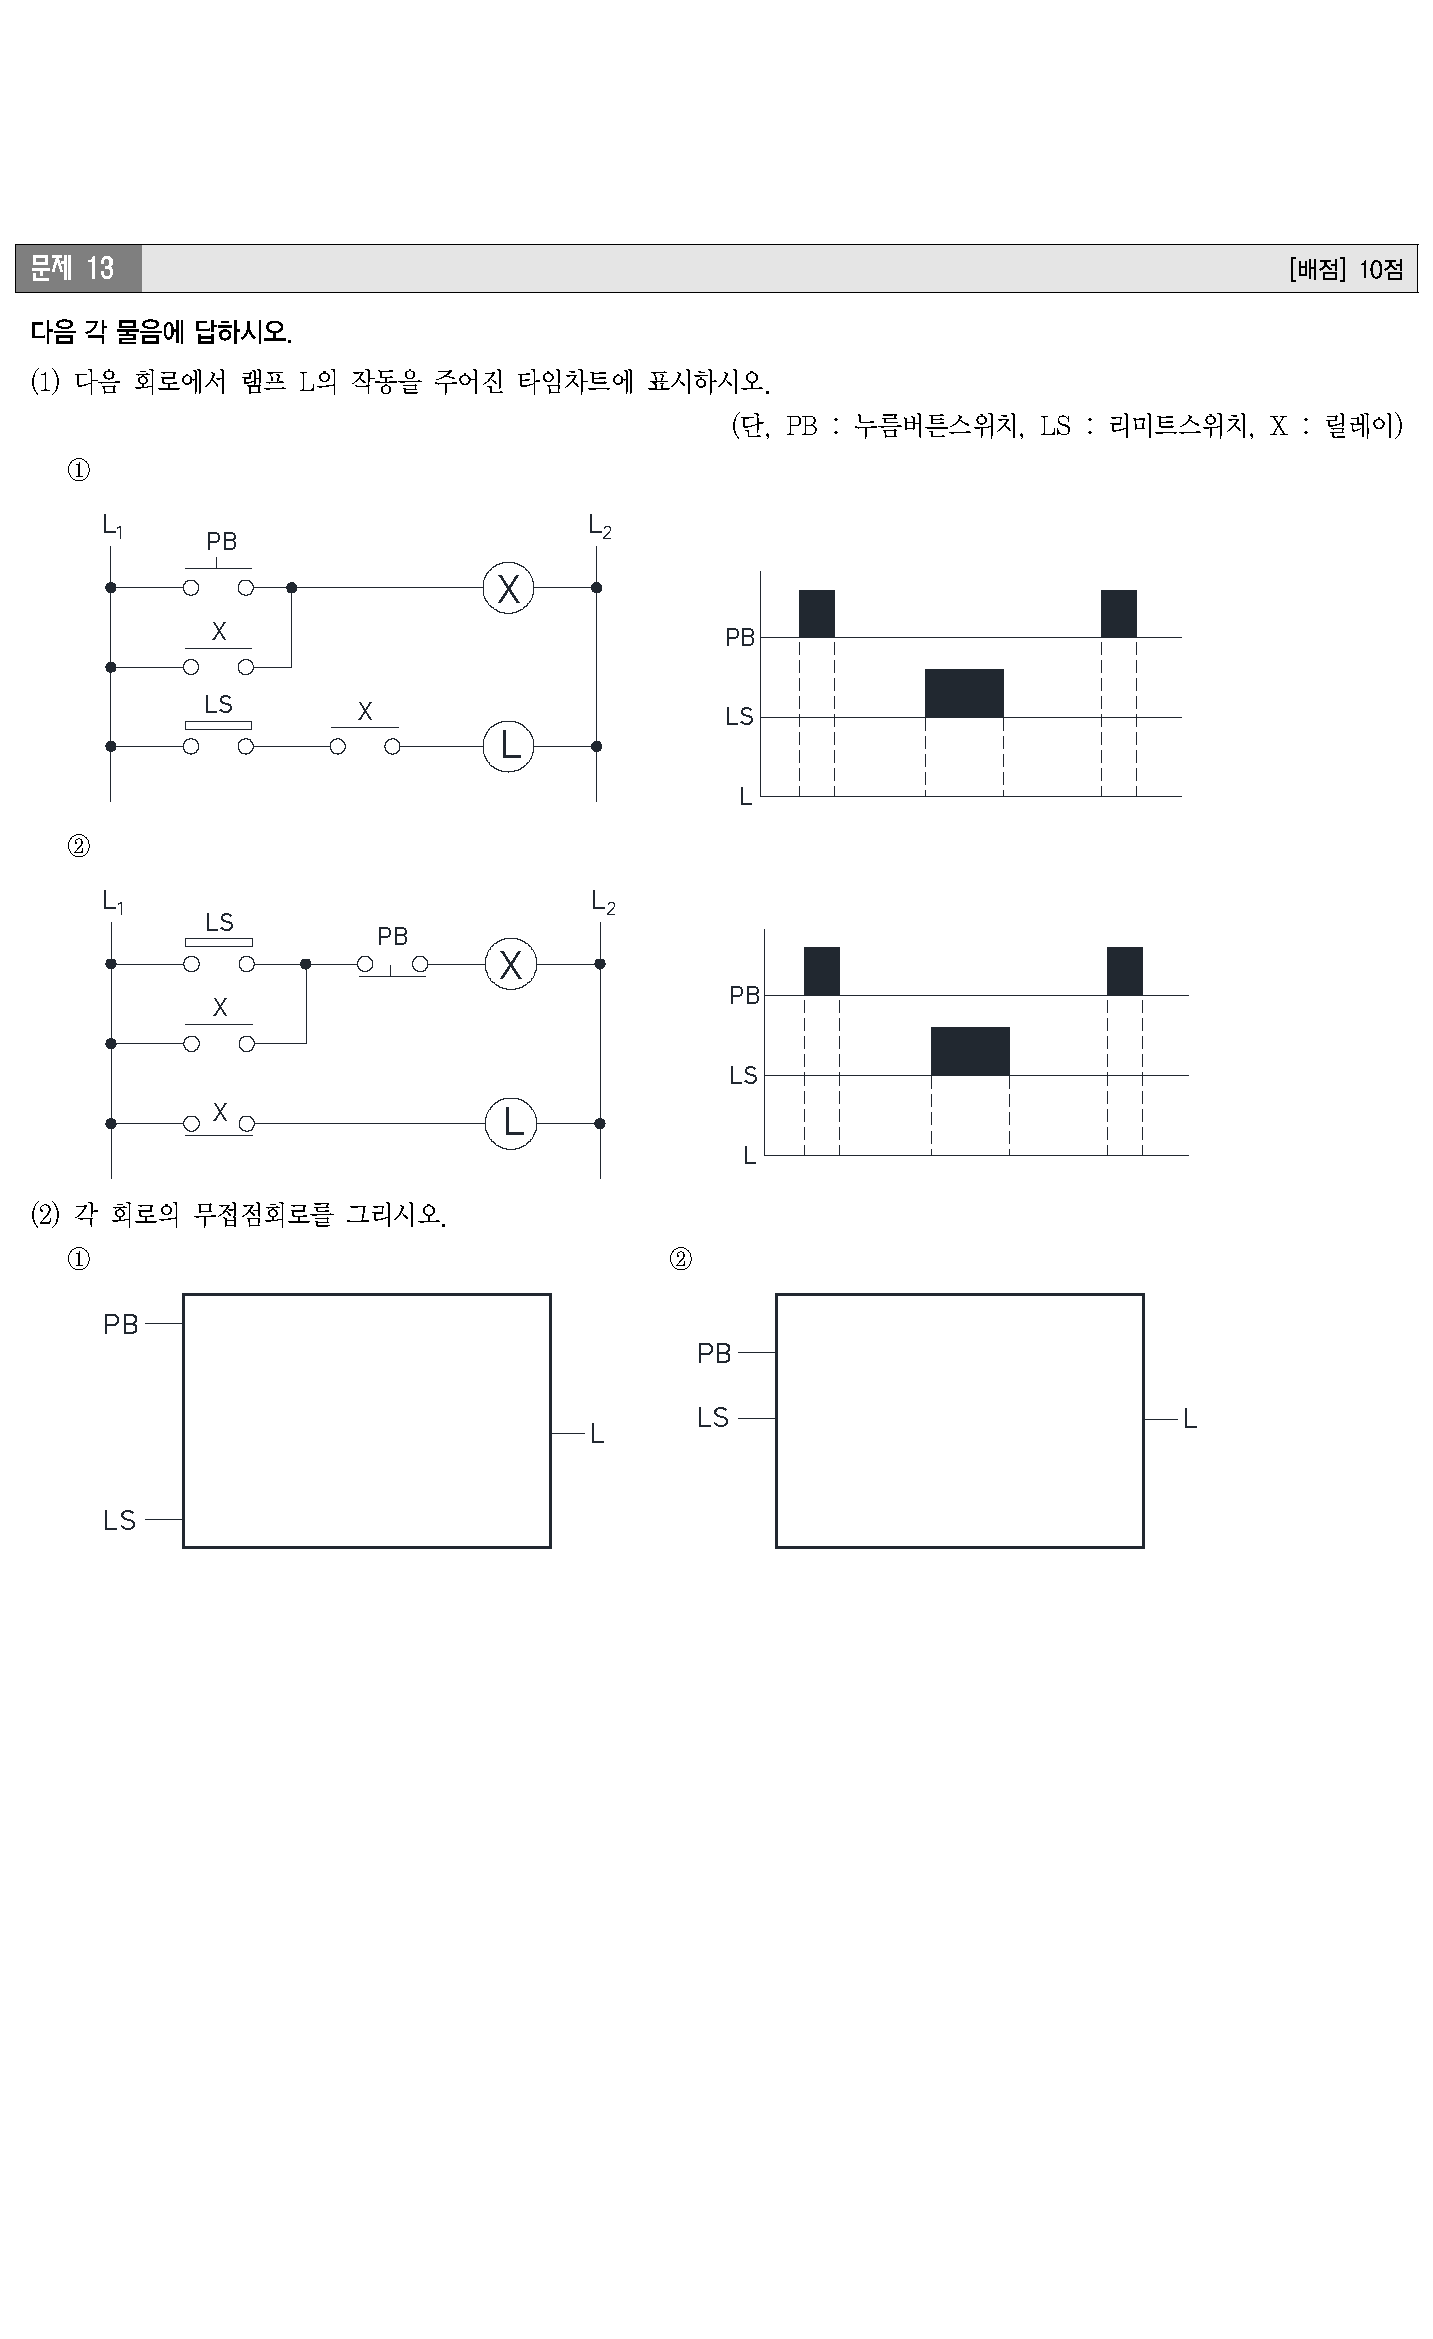 문제 13 [배점] 10점
다음 각 물음에 답하시오.
(1) 다음 회로에서 램프 L의 작동을 주어진 타임차트에 표시하시오.
(단, PB : 누름버튼스위치, LS : 리미트스위치, X : 릴레이)
①
L₁ L₂
PB
X
X
LS X
L
PB
LS
L
②
L₁ L₂
LS PB
X
X
X
L
PB
LS
L
(2) 각 회로의 무접점회로를 그리시오.
① ②
PB
LS
L
PB
LS
L